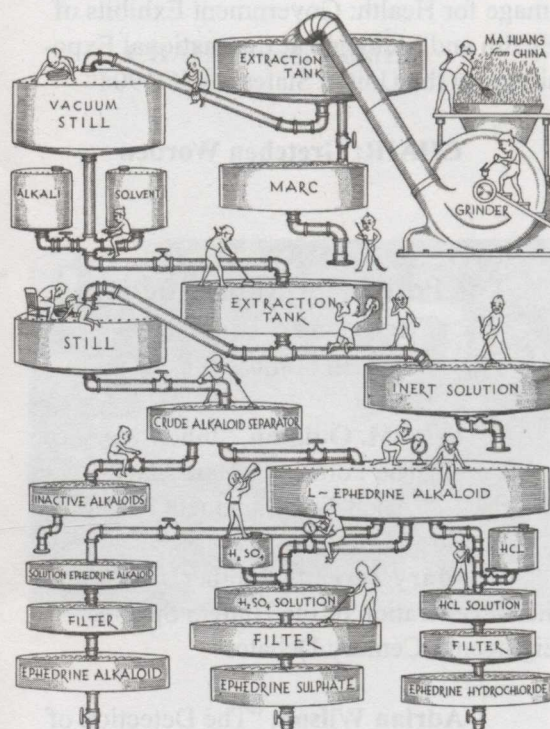 MA HUANG
from CHINA
EXTRACTION
TANK
VACUUM
STILL
ALKALI
SOLVENT
MARC
GRINDER
EXTRACTION
TANK
STILL
INERT SOLUTION
CRUDE ALKALOID SEPARATOR
INACTIVE ALKALOIDS
L~EPHEDRINE ALKALOID
H₂SO₄
HCL
SOLUTION EPHEDRINE ALKALOID
H₂SO₄ SOLUTION
HCL SOLUTION
FILTER
FILTER
FILTER
EPHEDRINE ALKALOID
EPHEDRINE SULPHATE
EPHEDRINE HYDROCHLORIDE